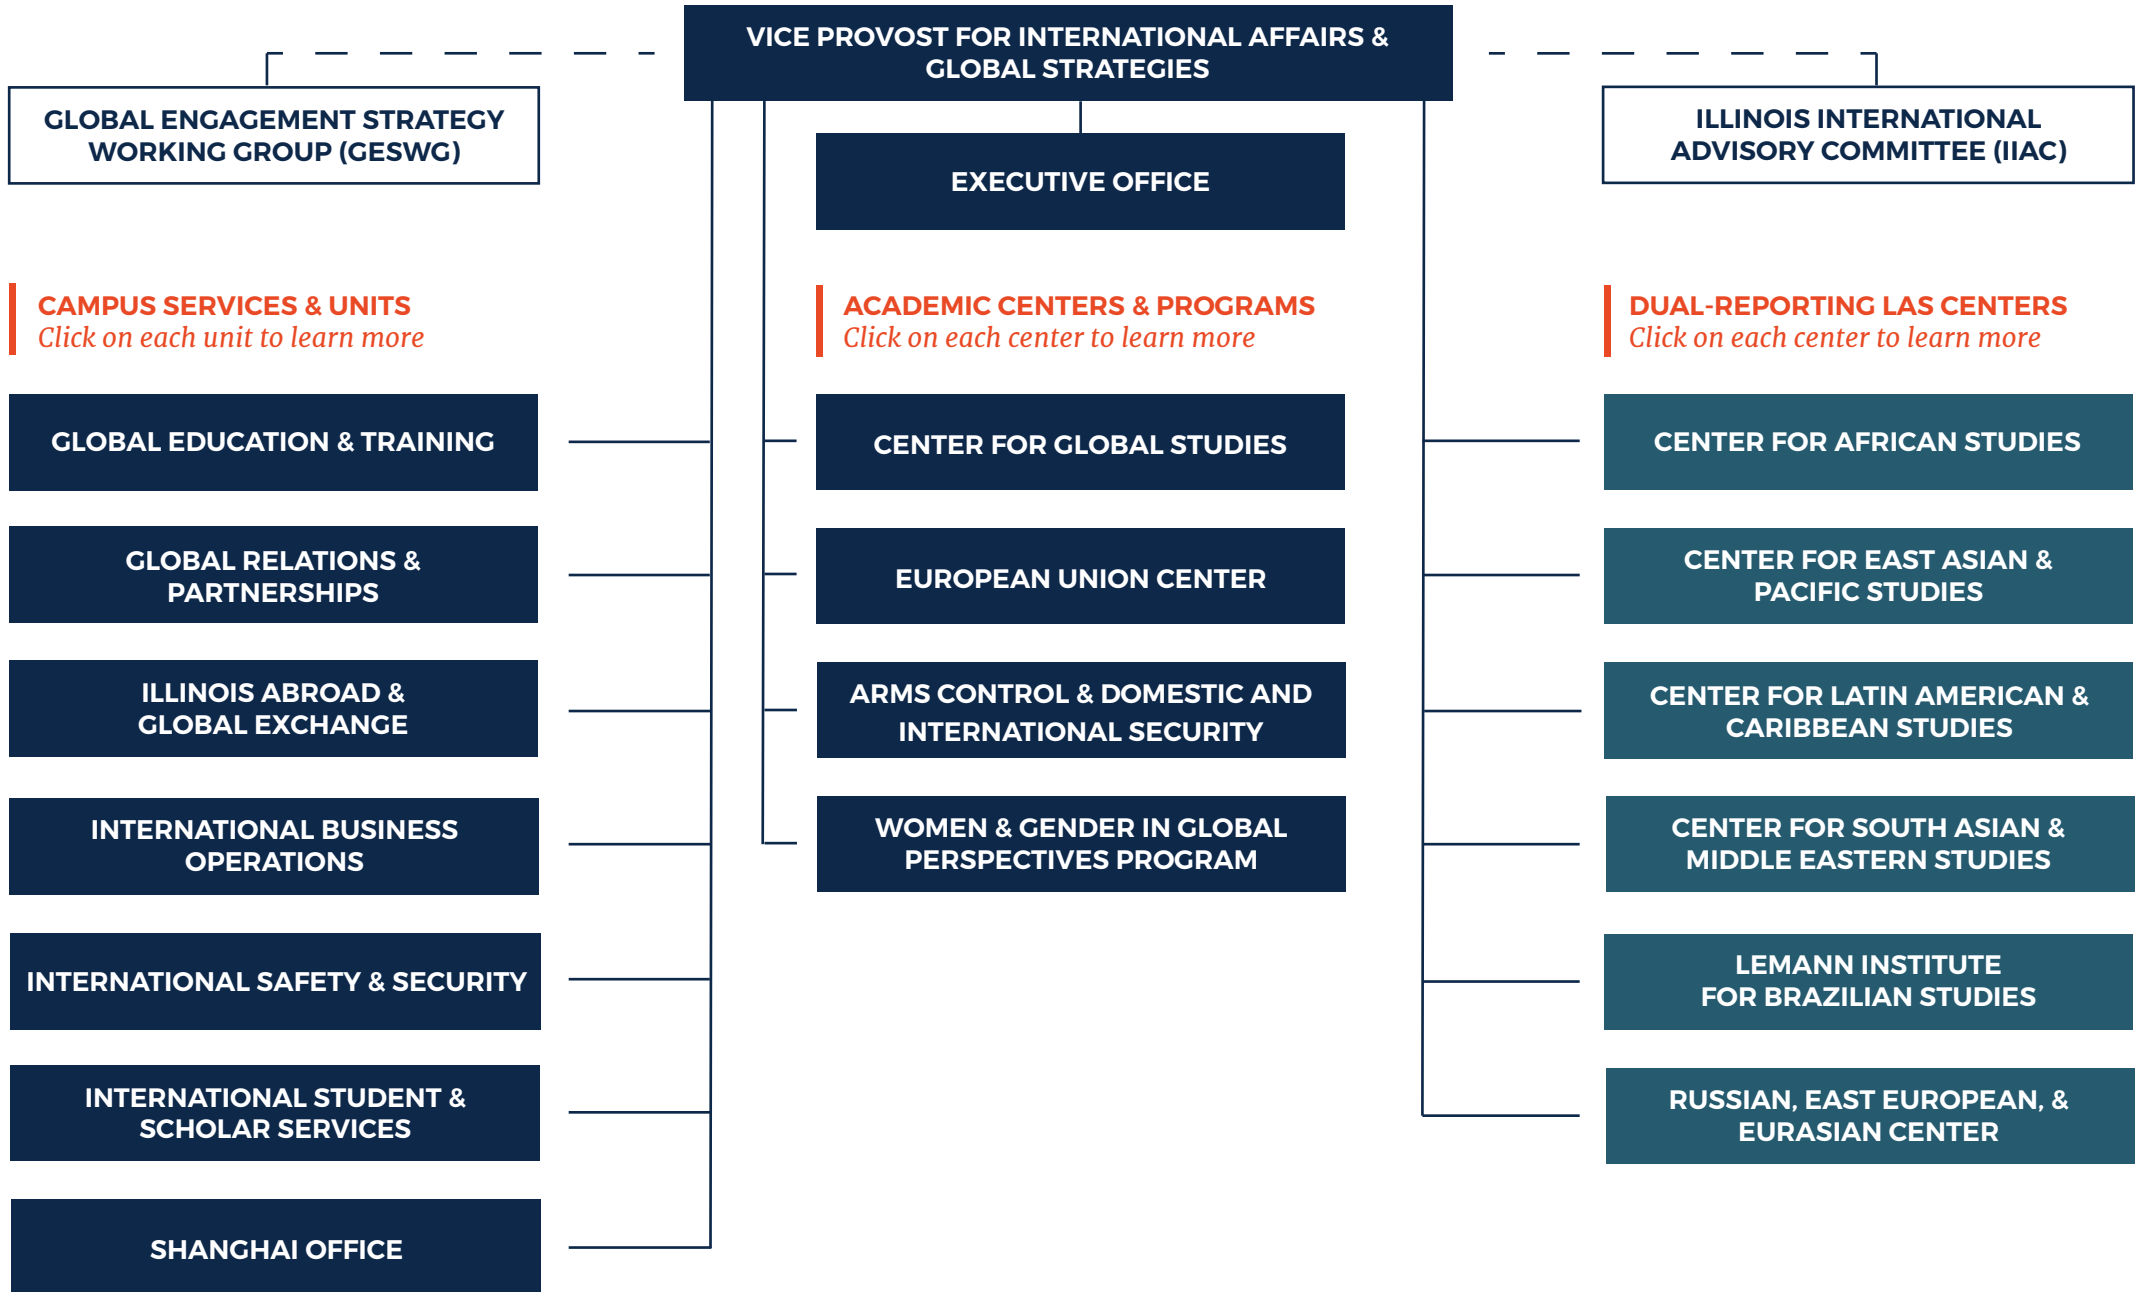 VICE PROVOST FOR INTERNATIONAL AFFAIRS &
GLOBAL STRATEGIES
GLOBAL ENGAGEMENT STRATEGY
WORKING GROUP (GESWG)
EXECUTIVE OFFICE
ILLINOIS INTERNATIONAL
ADVISORY COMMITTEE (IIAC)
CAMPUS SERVICES & UNITS
Click on each unit to learn more
GLOBAL EDUCATION & TRAINING
GLOBAL RELATIONS &
PARTNERSHIPS
ILLINOIS ABROAD &
GLOBAL EXCHANGE
INTERNATIONAL BUSINESS
OPERATIONS
INTERNATIONAL SAFETY & SECURITY
INTERNATIONAL STUDENT &
SCHOLAR SERVICES
SHANGHAI OFFICE
ACADEMIC CENTERS & PROGRAMS
Click on each center to learn more
CENTER FOR GLOBAL STUDIES
EUROPEAN UNION CENTER
ARMS CONTROL & DOMESTIC AND
INTERNATIONAL SECURITY
WOMEN & GENDER IN GLOBAL
PERSPECTIVES PROGRAM
DUAL-REPORTING LAS CENTERS
Click on each center to learn more
CENTER FOR AFRICAN STUDIES
CENTER FOR EAST ASIAN &
PACIFIC STUDIES
CENTER FOR LATIN AMERICAN &
CARIBBEAN STUDIES
CENTER FOR SOUTH ASIAN &
MIDDLE EASTERN STUDIES
LEMANN INSTITUTE
FOR BRAZILIAN STUDIES
RUSSIAN, EAST EUROPEAN, &
EURASIAN CENTER